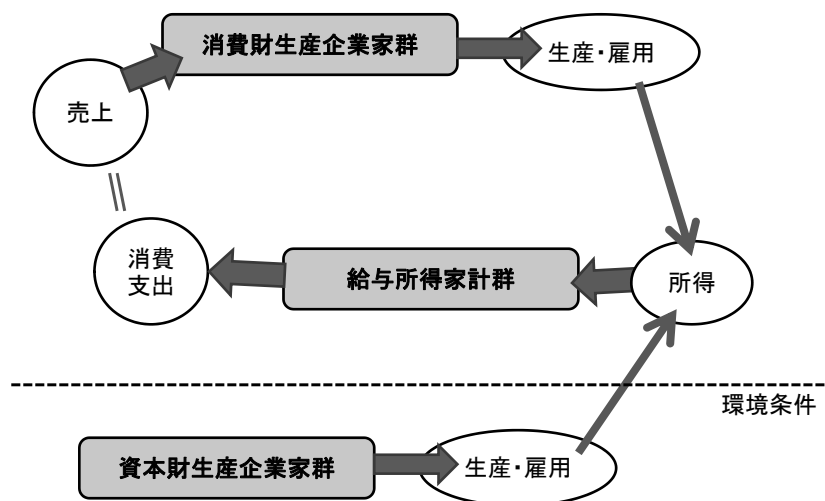 消費財生産企業家群
生産・雇用
売上
消費
支出
給与所得家計群
所得
環境条件
資本財生産企業家群
生産・雇用